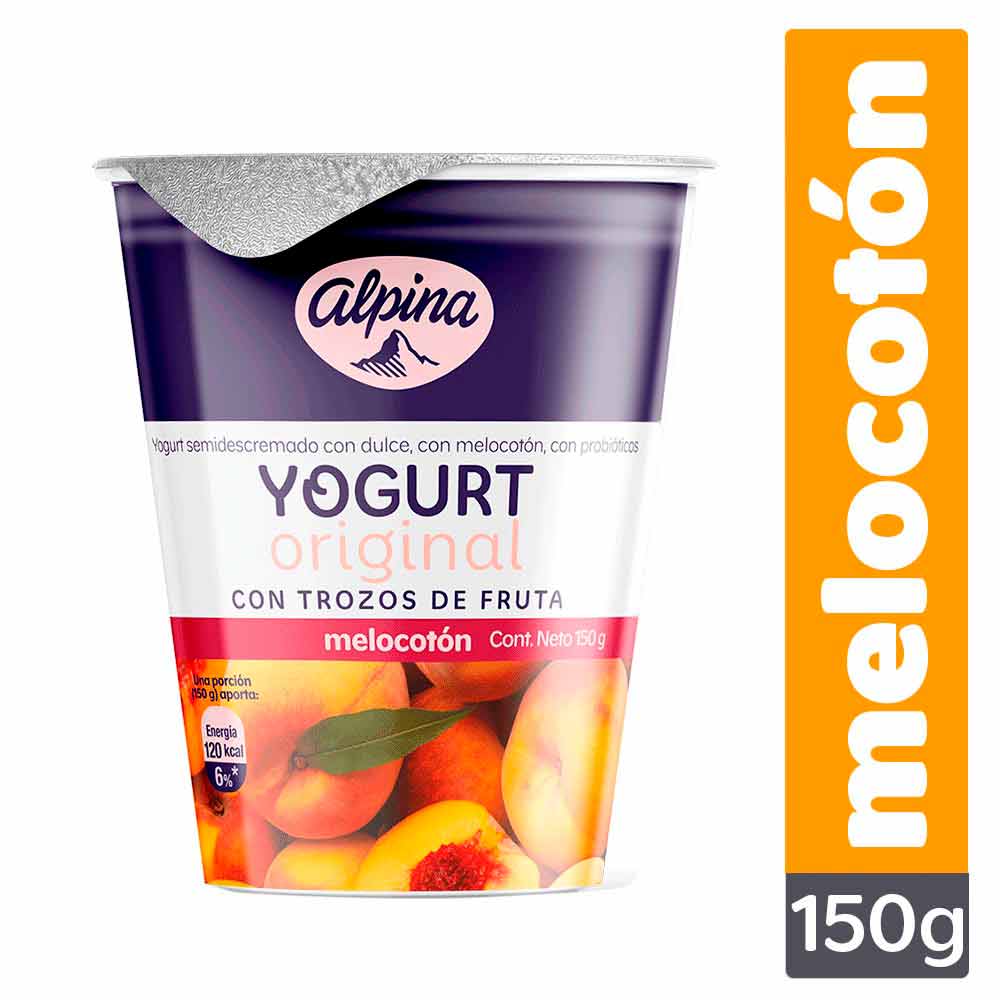 alpina
Yogurt semidescremado con dulce, con melocotón, con probióticos
YOGURT
original
CON TROZOS DE FRUTA
melocotón Cont. Neto 150 g
Una porción
(150 g) aporta:
Energía
120 kcal
6%*
melocotón
150g